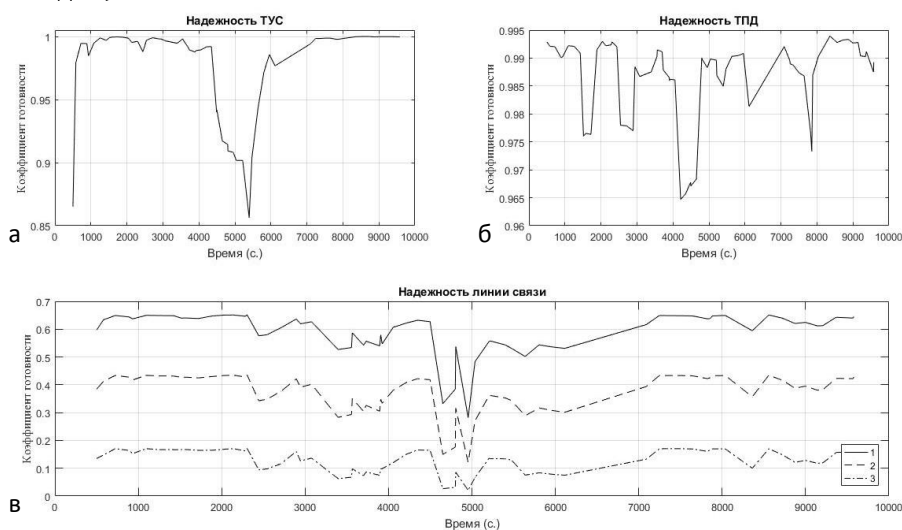 Надежность ТУС
Коэффициент готовности
1
0.95
0.9
0.85
0 1000 2000 3000 4000 5000 6000 7000 8000 9000 10000
Время (с.)
а
Надежность ТПД
Коэффициент готовности
0.995
0.99
0.985
0.98
0.975
0.97
0.965
0.96
0 1000 2000 3000 4000 5000 6000 7000 8000 9000 10000
Время (с.)
б
Надежность линии связи
Коэффициент готовности
0.7
0.6
0.5
0.4
0.3
0.2
0.1
0
0 1000 2000 3000 4000 5000 6000 7000 8000 9000 10000
Время (с.)
1
2
3
в